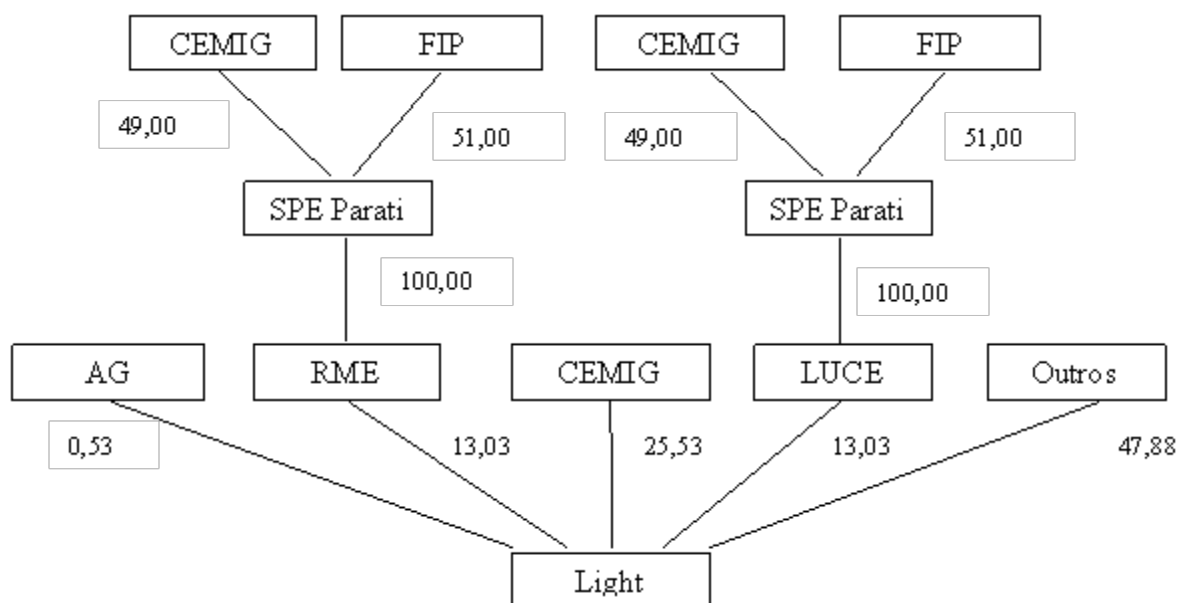 CEMIG
FIP
CEMIG
FIP
49,00
51,00
49,00
51,00
SPE Parati
SPE Parati
100,00
100,00
AG
RME
CEMIG
LUCE
Outros
0,53
13,03
25,53
13,03
47,88
Light